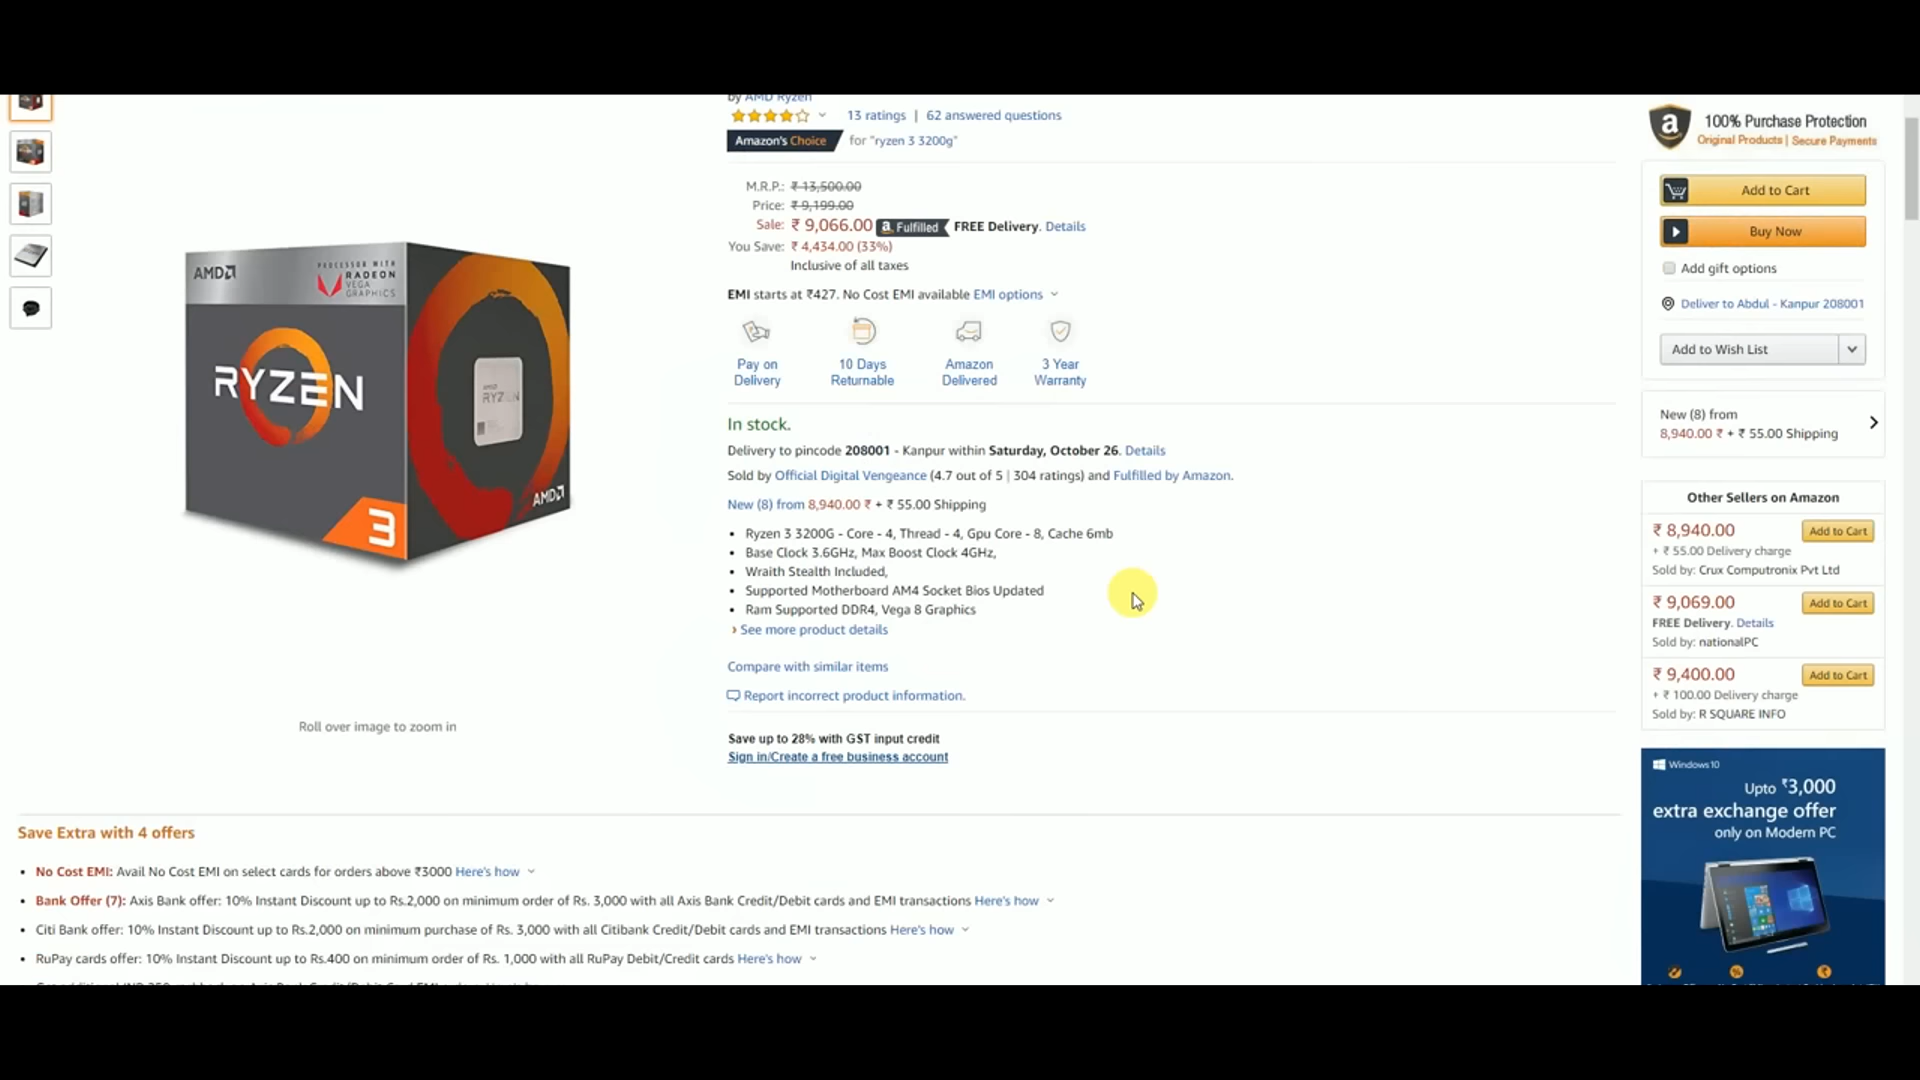 by AMD Ryzen
13 ratings | 62 answered questions
Amazon's Choice for "ryzen 3 3200g"
M.R.P.: ₹ 13,500.00
Price: ₹ 9,199.00
Sale: ₹ 9,066.00 a Fulfilled FREE Delivery. Details
You Save: ₹ 4,434.00 (33%)
Inclusive of all taxes
EMI starts at ₹427. No Cost EMI available EMI options
Pay on Delivery
10 Days Returnable
Amazon Delivered
3 Year Warranty
In stock.
Delivery to pincode 208001 - Kanpur within Saturday, October 26. Details
Sold by Official Digital Vengeance (4.7 out of 5 | 304 ratings) and Fulfilled by Amazon.
New (8) from 8,940.00 ₹ + ₹ 55.00 Shipping
• Ryzen 3 3200G - Core - 4, Thread - 4, Gpu Core - 8, Cache 6mb
• Base Clock 3.6GHz, Max Boost Clock 4GHz,
• Wraith Stealth Included,
• Supported Motherboard AM4 Socket Bios Updated
• Ram Supported DDR4, Vega 8 Graphics
› See more product details
Compare with similar items
Report incorrect product information.
Save up to 28% with GST input credit
Sign in/Create a free business account
AMD
PROCESSOR WITH
RADEON
VEGA
GRAPHICS
RYZEN
3
AMD
RYZEN
AMD
Roll over image to zoom in
Save Extra with 4 offers
• No Cost EMI: Avail No Cost EMI on select cards for orders above ₹3000 Here's how
• Bank Offer (7): Axis Bank offer: 10% Instant Discount up to Rs.2,000 on minimum order of Rs. 3,000 with all Axis Bank Credit/Debit cards and EMI transactions Here's how
• Citi Bank offer: 10% Instant Discount up to Rs.2,000 on minimum purchase of Rs. 3,000 with all Citibank Credit/Debit cards and EMI transactions Here's how
• RuPay cards offer: 10% Instant Discount up to Rs.400 on minimum order of Rs. 1,000 with all RuPay Debit/Credit cards Here's how
a 100% Purchase Protection
Original Products | Secure Payments
Add to Cart
Buy Now
Add gift options
Deliver to Abdul - Kanpur 208001
Add to Wish List
New (8) from
8,940.00 ₹ + ₹ 55.00 Shipping
Other Sellers on Amazon
₹ 8,940.00 Add to Cart
+ ₹ 55.00 Delivery charge
Sold by: Crux Computronix Pvt Ltd
₹ 9,069.00 Add to Cart
FREE Delivery. Details
Sold by: nationalPC
₹ 9,400.00 Add to Cart
+ ₹ 100.00 Delivery charge
Sold by: R SQUARE INFO
Windows 10
Upto ₹3,000
extra exchange offer
only on Modern PC